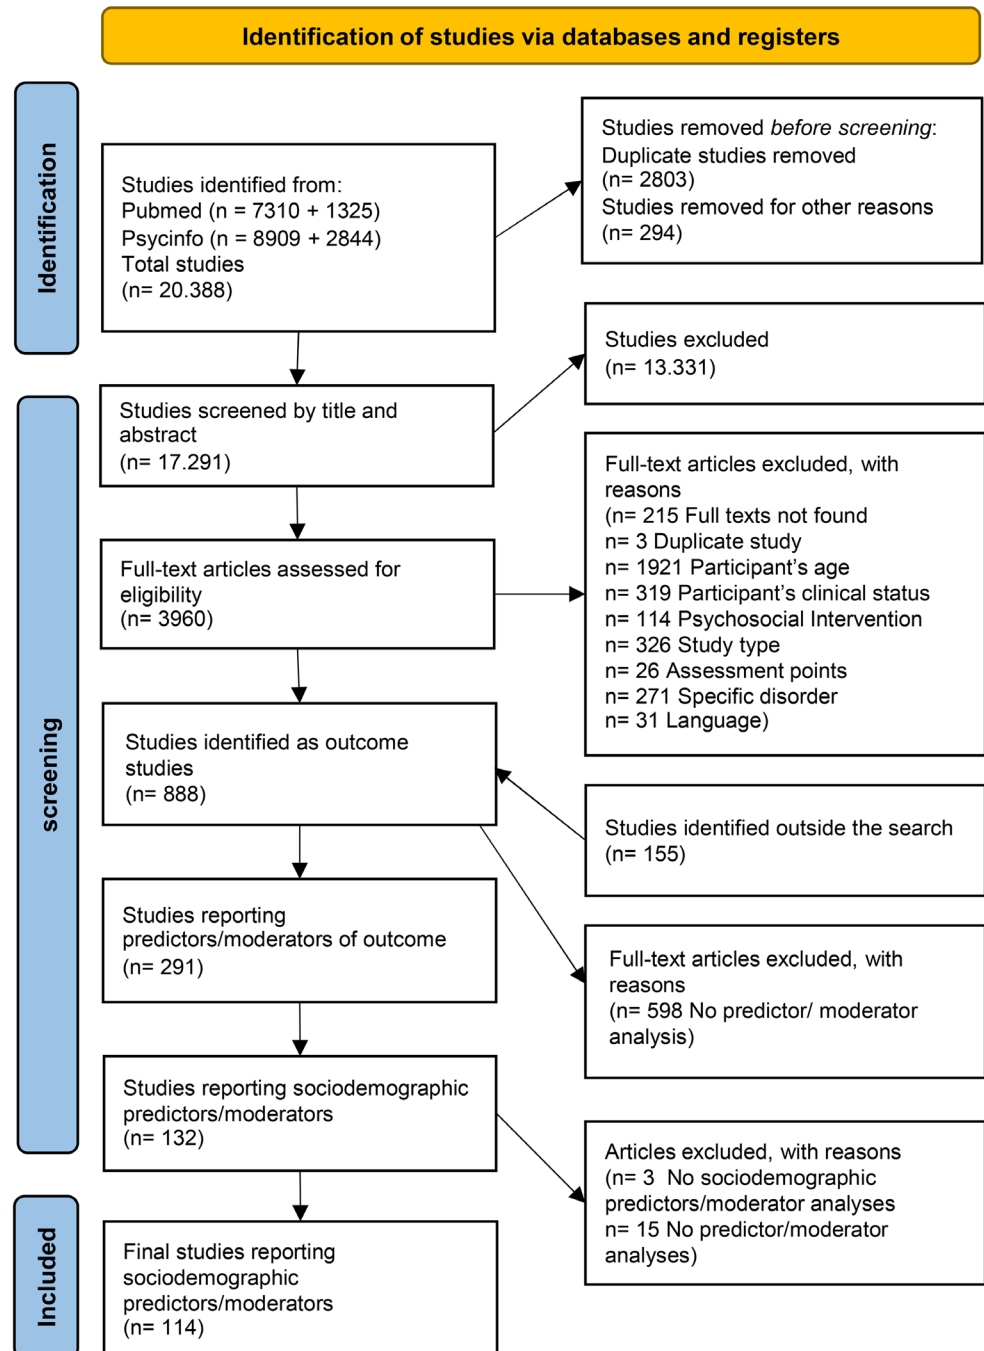 Identification of studies via databases and registers
Identification
Studies identified from:
Pubmed (n = 7310 + 1325)
Psycinfo (n = 8909 + 2844)
Total studies
(n= 20.388)
Studies removed before screening:
Duplicate studies removed
(n= 2803)
Studies removed for other reasons
(n= 294)
screening
Studies screened by title and
abstract
(n= 17.291)
Studies excluded
(n= 13.331)
Full-text articles assessed for
eligibility
(n= 3960)
Full-text articles excluded, with
reasons
(n= 215 Full texts not found
n= 3 Duplicate study
n= 1921 Participant's age
n= 319 Participant's clinical status
n= 114 Psychosocial Intervention
n= 326 Study type
n= 26 Assessment points
n= 271 Specific disorder
n= 31 Language)
Studies identified as outcome
studies
(n= 888)
Studies identified outside the search
(n= 155)
Studies reporting
predictors/moderators of outcome
(n= 291)
Full-text articles excluded, with
reasons
(n= 598 No predictor/ moderator
analysis)
Studies reporting sociodemographic
predictors/moderators
(n= 132)
Articles excluded, with reasons
(n= 3 No sociodemographic
predictors/moderator analyses
n= 15 No predictor/moderator
analyses)
Included
Final studies reporting
sociodemographic
predictors/moderators
(n= 114)